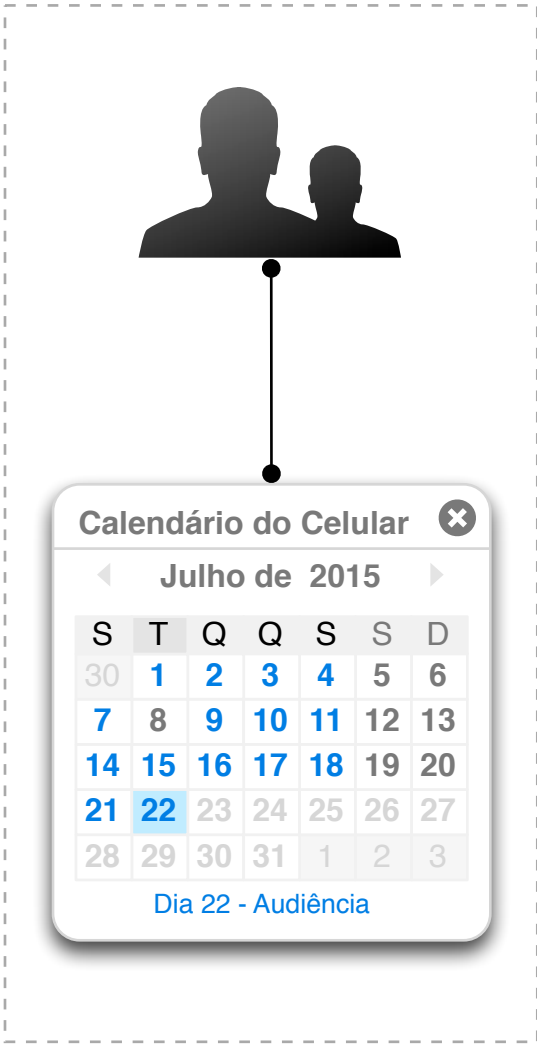 Calendário do Celular
Julho de 2015
S T Q Q S S D
30 1 2 3 4 5 6
7 8 9 10 11 12 13
14 15 16 17 18 19 20
21 22 23 24 25 26 27
28 29 30 31 1 2 3
Dia 22 - Audiência